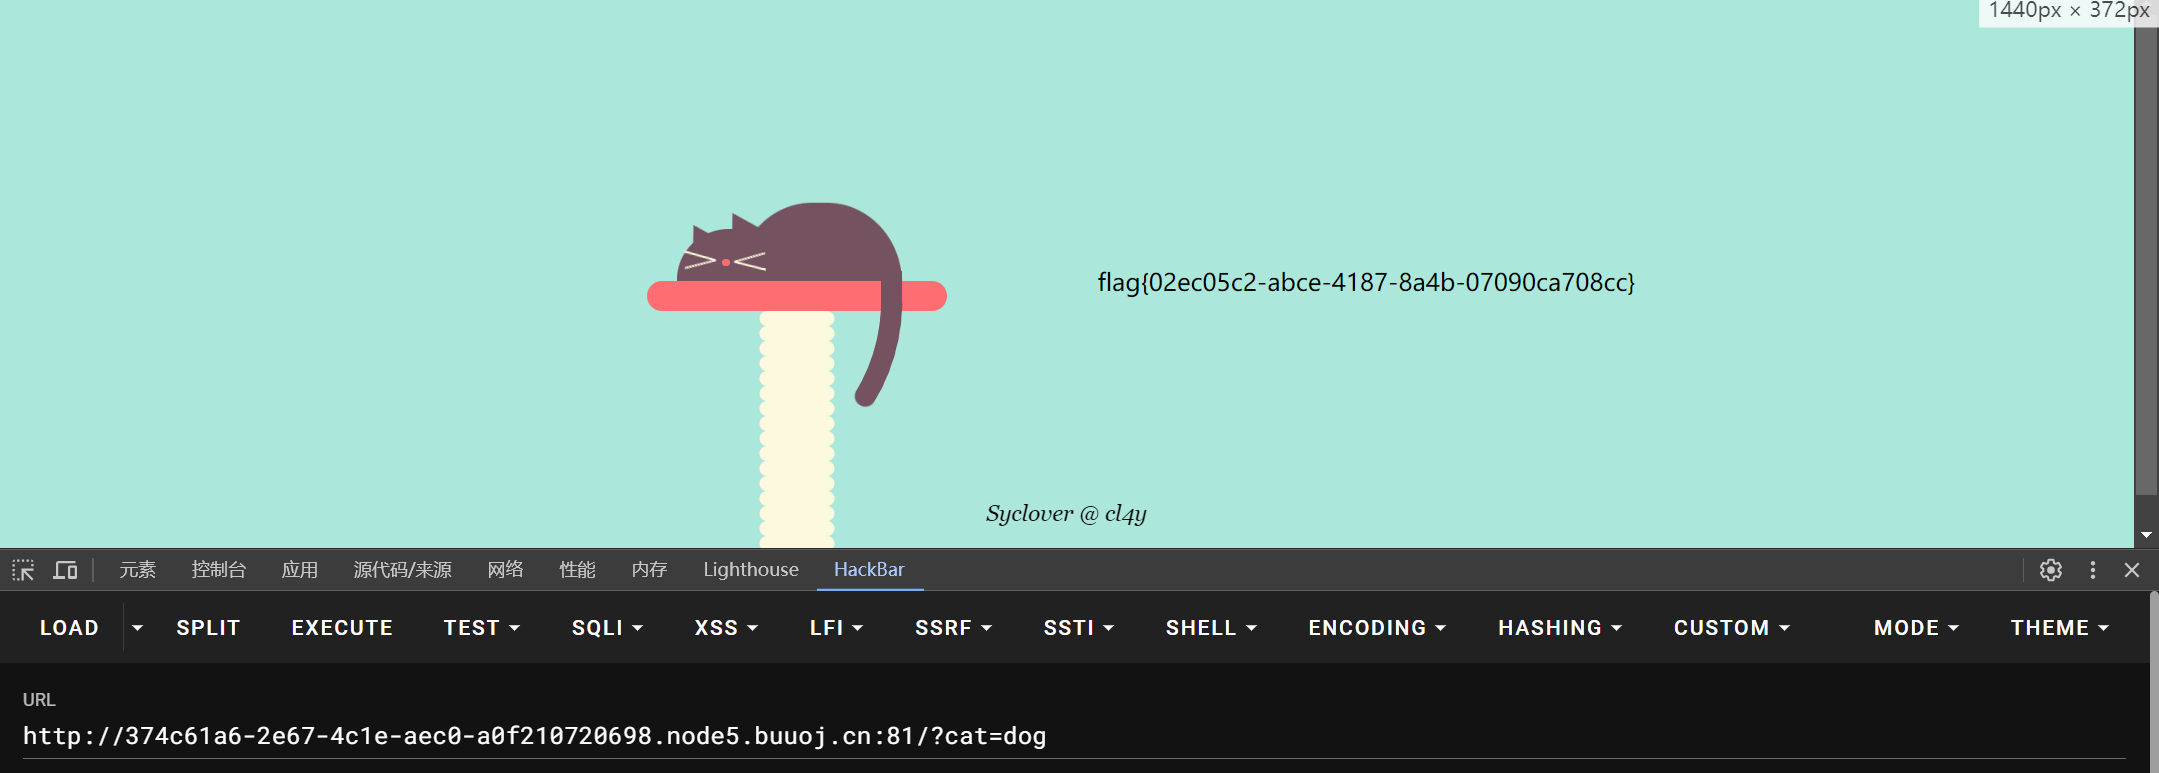 1440px × 372px
flag{02ec05c2-abce-4187-8a4b-07090ca708cc}
Syclover @ cl4y
元素 控制台 应用 源代码/来源 网络 性能 内存 Lighthouse HackBar
LOAD SPLIT EXECUTE TEST SQLI XSS LFI SSRF SSTI SHELL ENCODING HASHING CUSTOM MODE THEME
URL
http://374c61a6-2e67-4c1e-aec0-a0f210720698.node5.buuoj.cn:81/?cat=dog